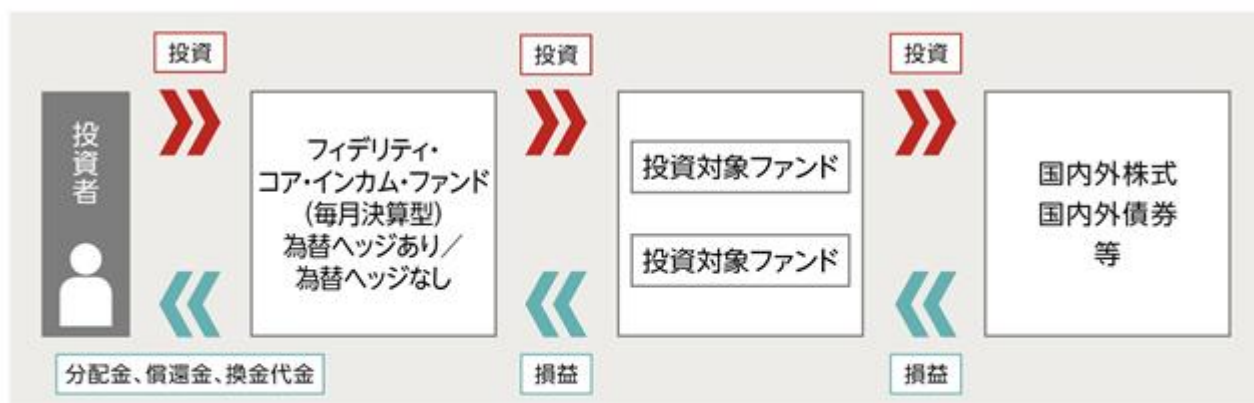 投資
投資
投資
投資者
フィデリティ・
コア・インカム・ファンド
(毎月決算型)
為替ヘッジあり/
為替ヘッジなし
投資対象ファンド
投資対象ファンド
国内外株式
国内外債券
等
分配金、償還金、換金代金
損益
損益